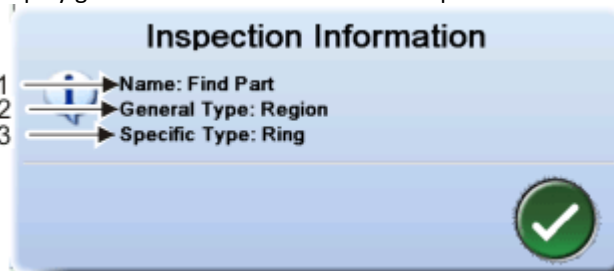 Inspection Information
1 Name: Find Part
2 General Type: Region
3 Specific Type: Ring